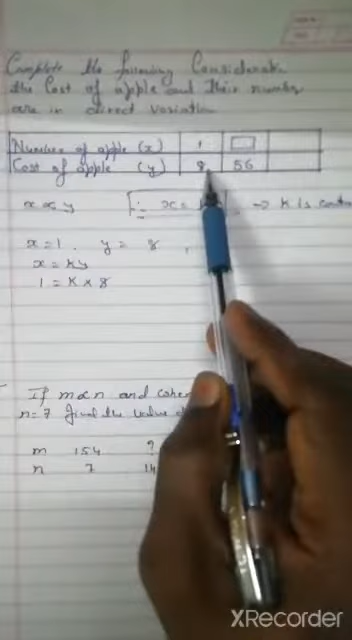 Complete the following Considerate
the Cost of apple and their number
are in direct variation
Number of apple (x) 1
Cost of apple (y) 8 56
x ∝ y [∴ x = K is
x = 1 . y = 8 ,
x = Ky
1 = K × 8
If m ∝ n and
n = 7 find the value
m 154 ?
n 7 14
XRecorder